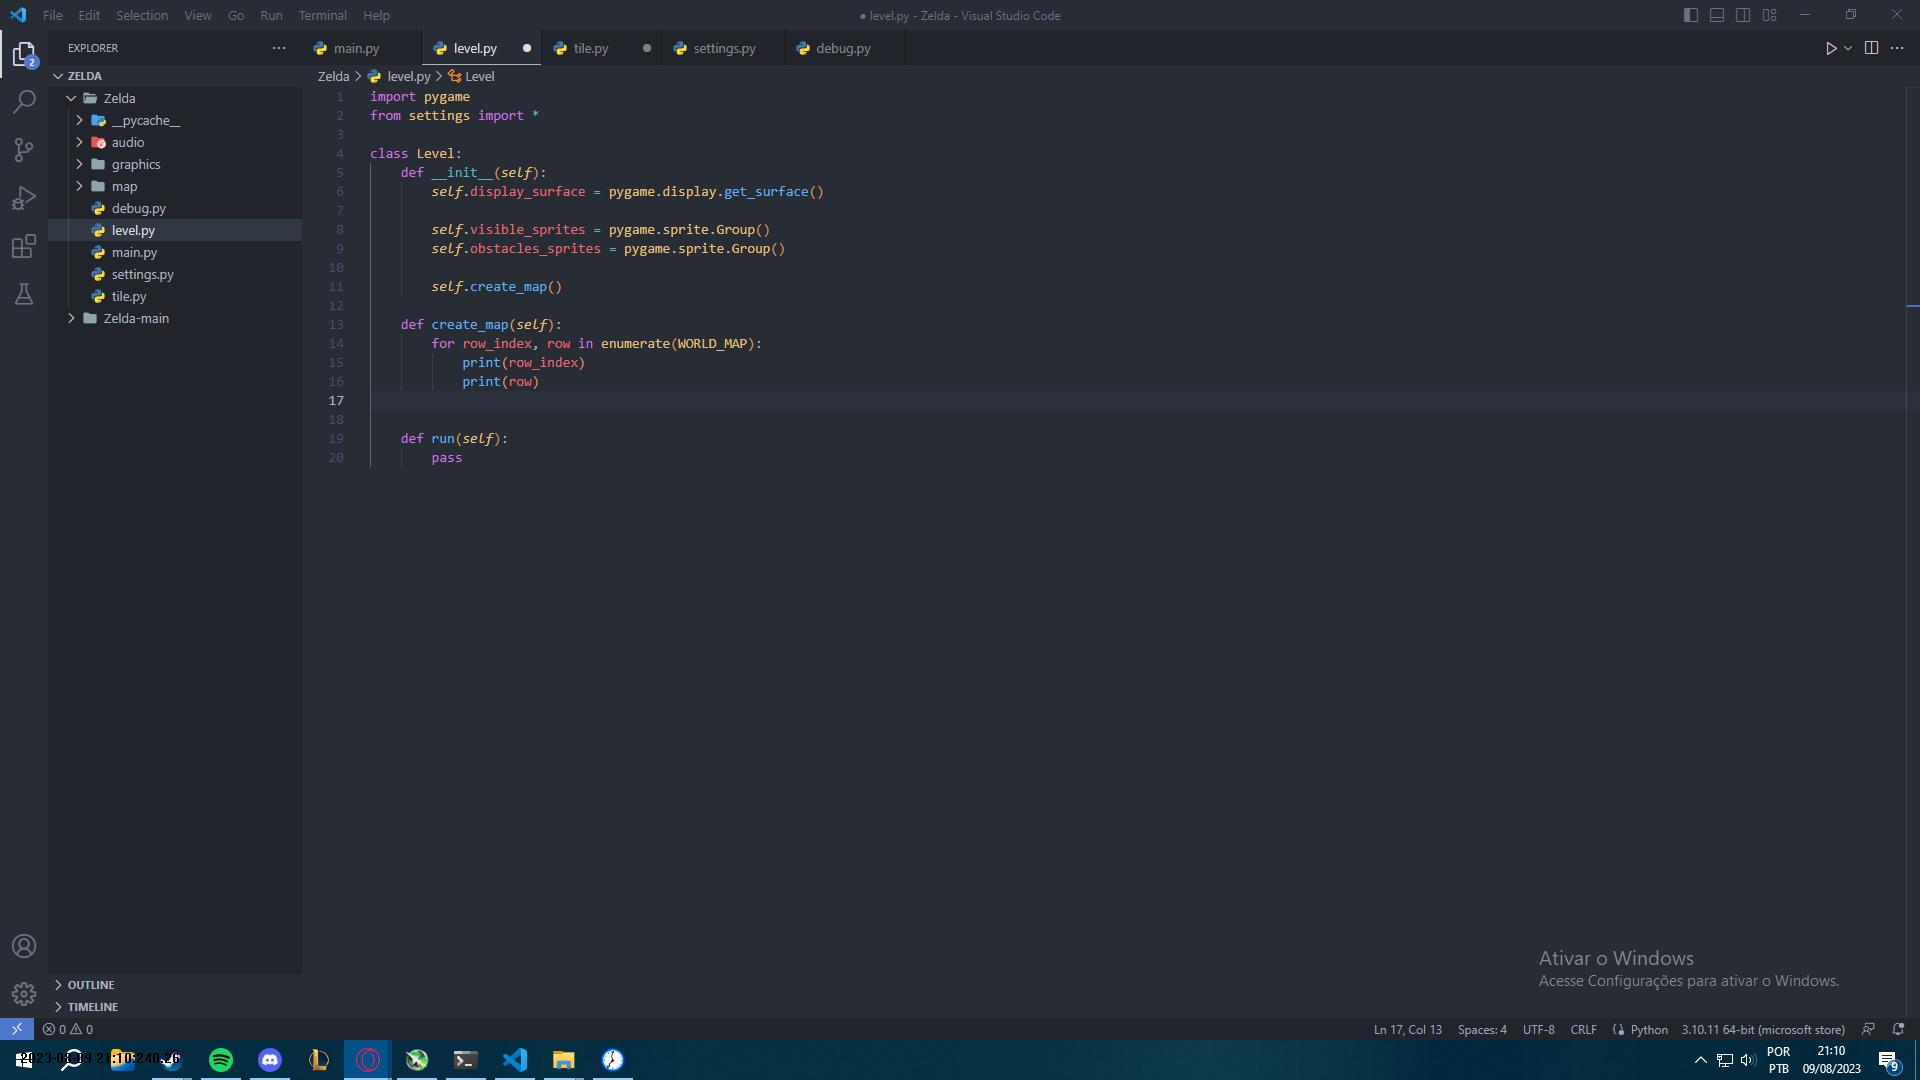 File Edit Selection View Go Run Terminal Help
● level.py - Zelda - Visual Studio Code
EXPLORER
main.py
level.py
tile.py
settings.py
debug.py
2
ZELDA
Zelda
__pycache__
audio
graphics
map
debug.py
level.py
main.py
settings.py
tile.py
Zelda-main
Zelda > level.py > Level
1 import pygame
2 from settings import *
3
4 class Level:
5 def __init__(self):
6 self.display_surface = pygame.display.get_surface()
7
8 self.visible_sprites = pygame.sprite.Group()
9 self.obstacles_sprites = pygame.sprite.Group()
10
11 self.create_map()
12
13 def create_map(self):
14 for row_index, row in enumerate(WORLD_MAP):
15 print(row_index)
16 print(row)
17
18
19 def run(self):
20 pass
Ativar o Windows
Acesse Configurações para ativar o Windows.
OUTLINE
TIMELINE
0 0
Ln 17, Col 13 Spaces: 4 UTF-8 CRLF Python 3.10.11 64-bit (microsoft store)
POR
PTB
21:10
09/08/2023
9